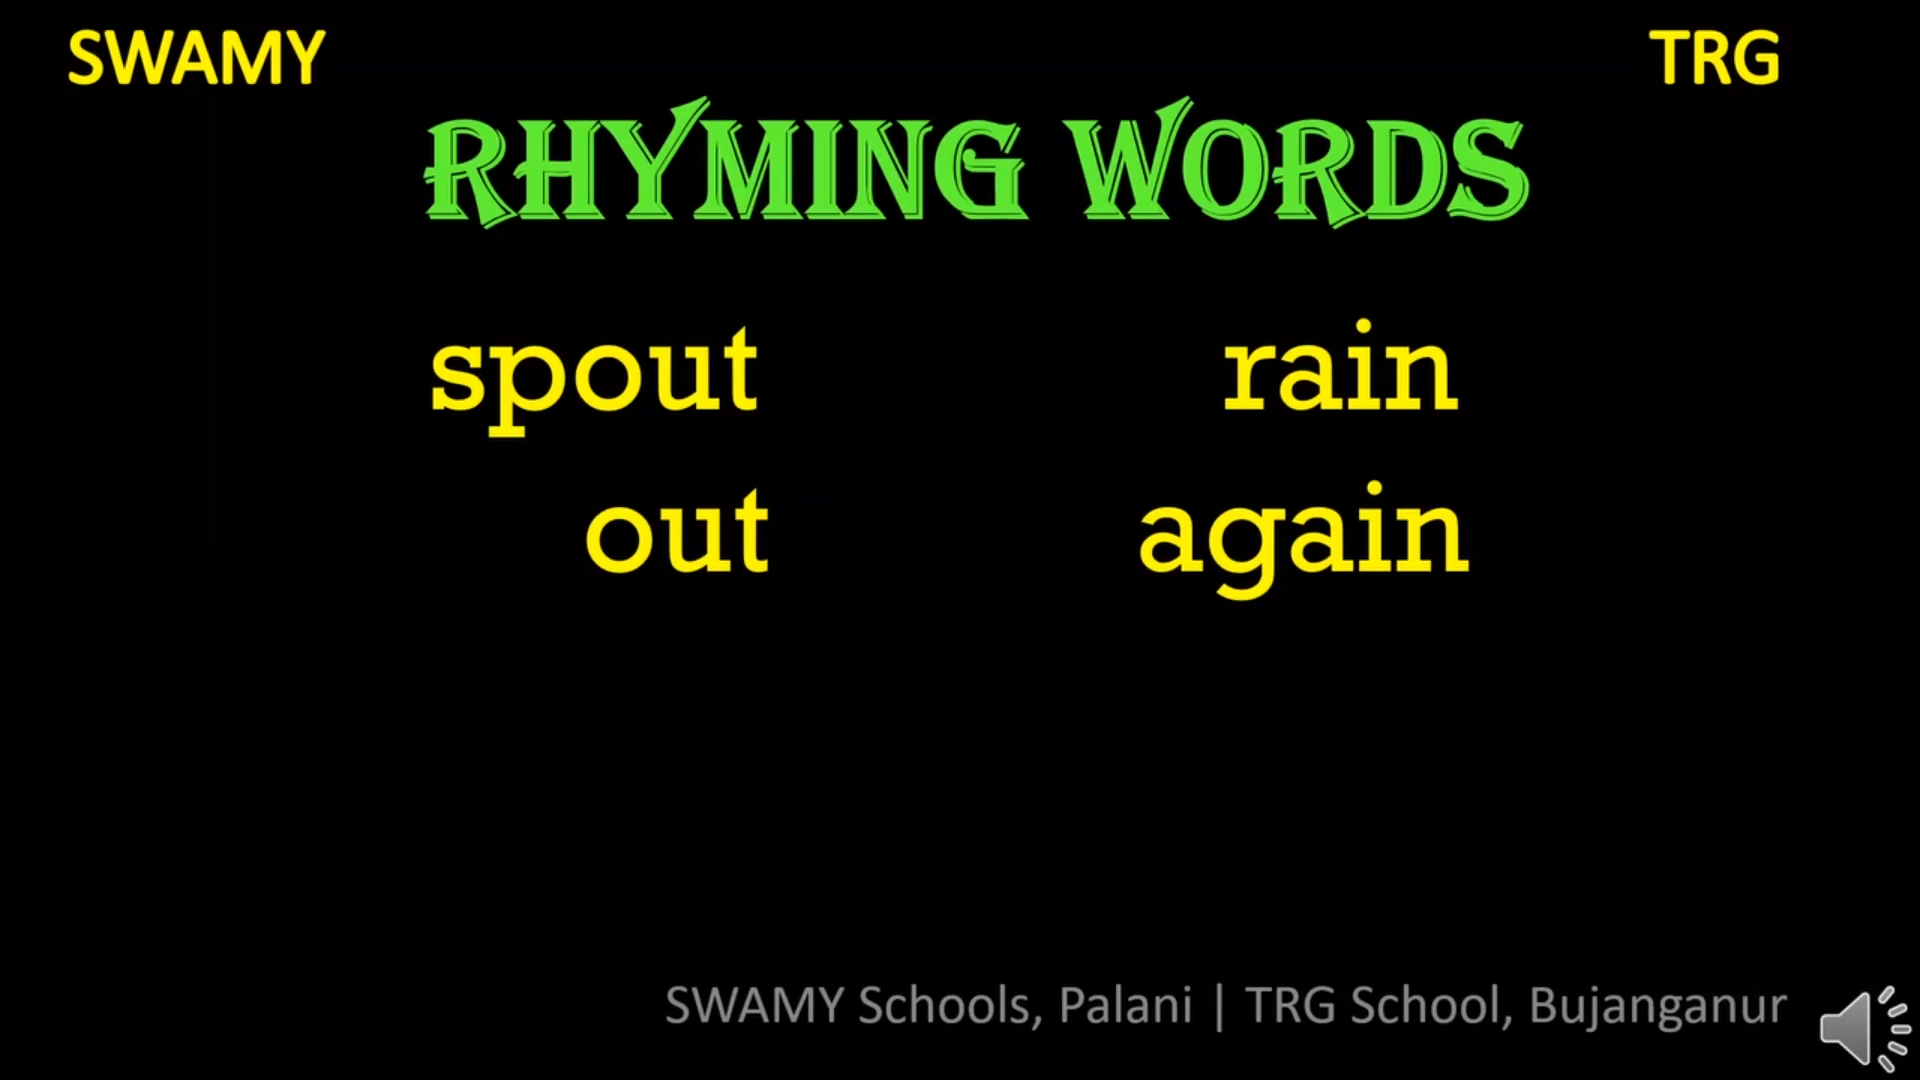 SWAMY TRG
RHYMING WORDS
spout rain
out again
SWAMY Schools, Palani | TRG School, Bujanganur